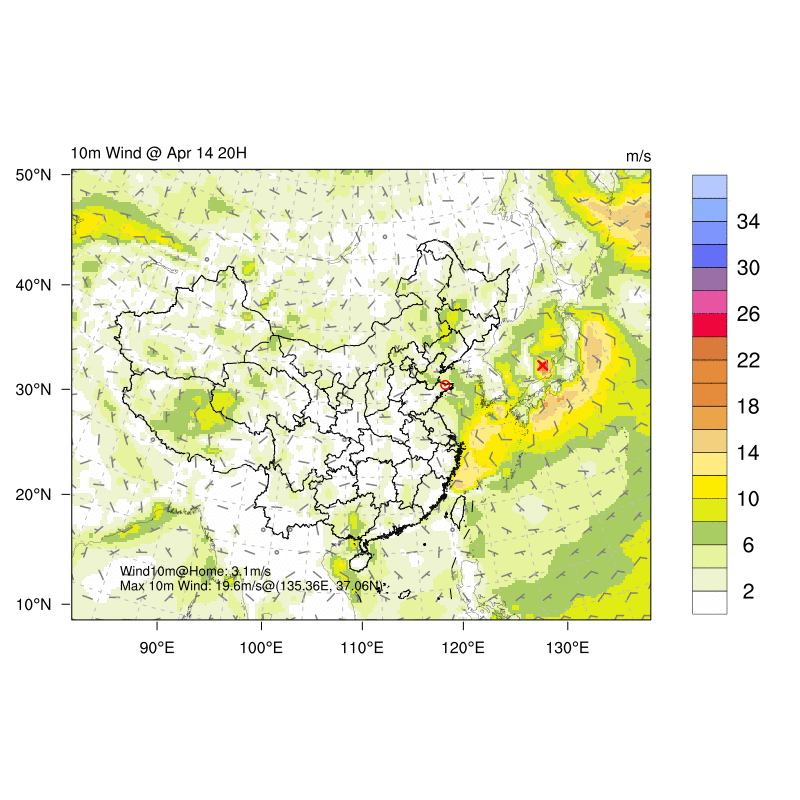 10m Wind @ Apr 14 20H
m/s
50°N
40°N
30°N
20°N
10°N
90°E
100°E
110°E
120°E
130°E
Wind10m@Home: 3.1m/s
Max 10m Wind: 19.6m/s@(135.36E, 37.06N)
34
30
26
22
18
14
10
6
2